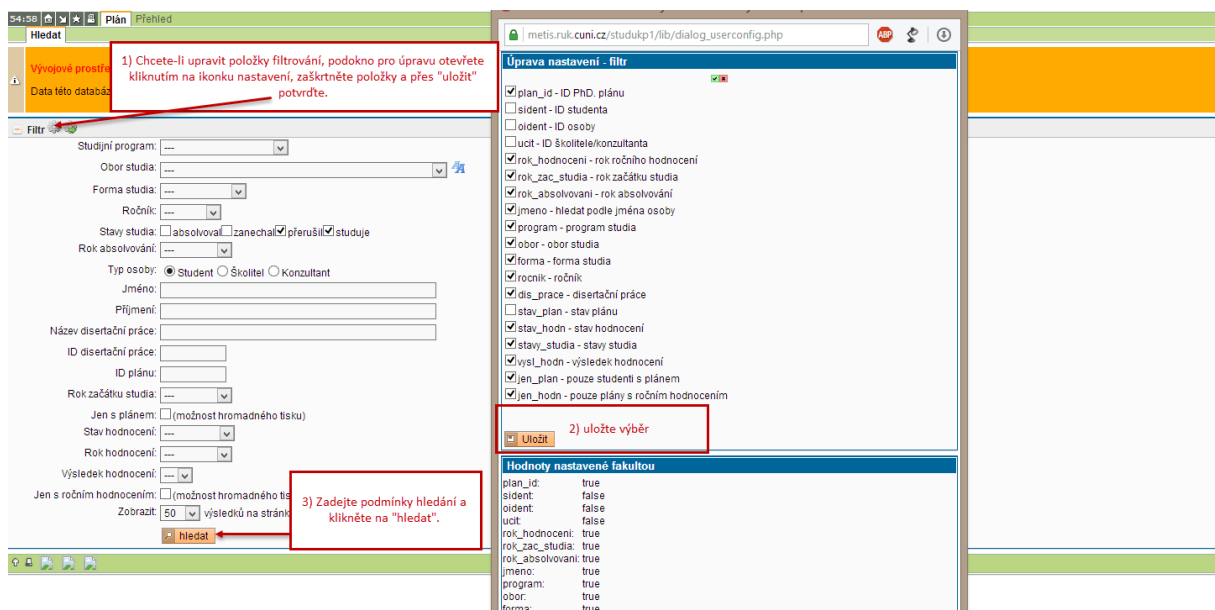 54:58 Plán Přehled
Hledat
Vývojové prostře
Data této databáz
1) Chcete-li upravit položky filtrování, podokno pro úpravu otevřete
kliknutím na ikonku nastavení, zaškrtněte položky a přes "uložit"
potvrďte.
Filtr
Studijní program: ---
Obor studia: ---
Forma studia: ---
Ročník: ---
Stavy studia: absolvoval zanechal přerušil studuje
Rok absolvování: ---
Typ osoby: Student Školitel Konzultant
Jméno:
Příjmení:
Název disertační práce:
ID disertační práce:
ID plánu:
Rok začátku studia: ---
Jen s plánem: (možnost hromadného tisku)
Stav hodnocení: ---
Rok hodnocení: ---
Výsledek hodnocení: ---
Jen s ročním hodnocením: (možnost hromadného tis
Zobrazit: 50 výsledků na stránk
hledat
3) Zadejte podmínky hledání a
klikněte na "hledat".
metis.ruk.cuni.cz/studukp1/lib/dialog_userconfig.php
ABP
Úprava nastavení - filtr
plan_id - ID PhD. plánu
sident - ID studenta
oident - ID osoby
ucit - ID školitele/konzultanta
rok_hodnoceni - rok ročního hodnocení
rok_zac_studia - rok začátku studia
rok_absolvovani - rok absolvování
jmeno - hledat podle jména osoby
program - program studia
obor - obor studia
forma - forma studia
rocnik - ročník
dis_prace - disertační práce
stav_plan - stav plánu
stav_hodn - stav hodnocení
stavy_studia - stavy studia
vysl_hodn - výsledek hodnocení
jen_plan - pouze studenti s plánem
jen_hodn - pouze plány s ročním hodnocením
2) uložte výběr
Uložit
Hodnoty nastavené fakultou
plan_id: true
sident: false
oident: false
ucit: false
rok_hodnoceni: true
rok_zac_studia: true
rok_absolvovani: true
jmeno: true
program: true
obor: true
forma: true